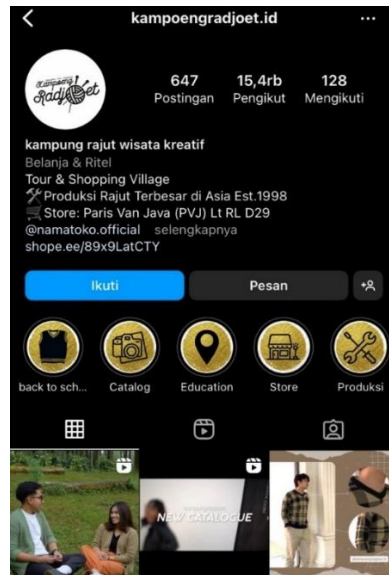 kampoengradjoet.id
Kampoeng
Radjoet
647
15,4rb
128
Postingan
Pengikut
Mengikuti
kampung rajut wisata kreatif
Belanja & Ritel
Tour & Shopping Village
Produksi Rajut Terbesar di Asia Est.1998
Store: Paris Van Java (PVJ) Lt RL D29
@namatoko.official selengkapnya
shope.ee/89x9LatCTY
Ikuti
Pesan
back to sch...
Catalog
Education
Store
Produksi
NEW CATALOGUE